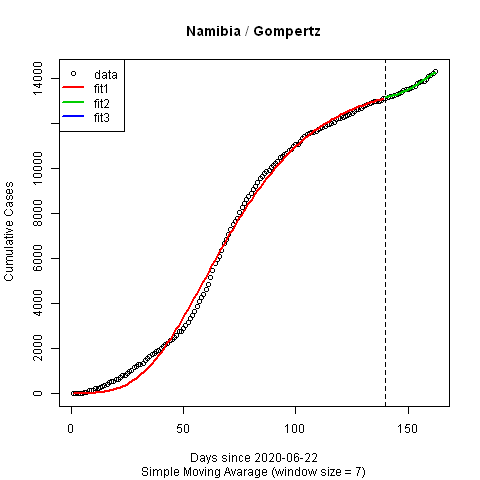 Namibia / Gompertz
data
fit1
fit2
fit3
Cumulative Cases
14000
12000
10000
8000
6000
4000
2000
0
0 50 100 150
Days since 2020-06-22
Simple Moving Avarage (window size = 7)